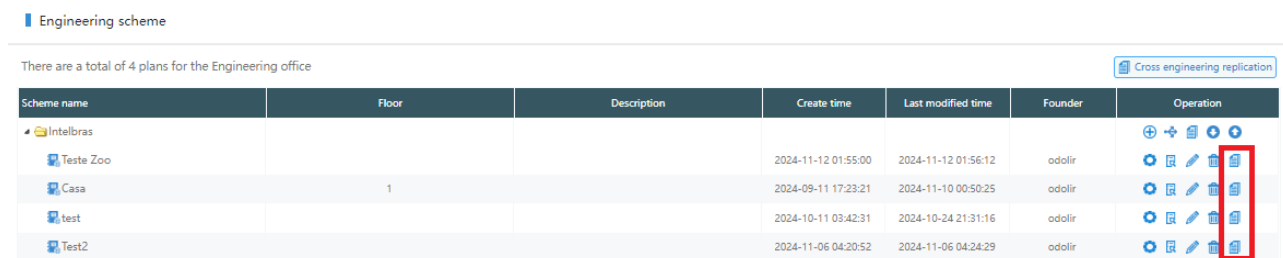 Engineering scheme
There are a total of 4 plans for the Engineering office
Cross engineering replication
Scheme name Floor Description Create time Last modified time Founder Operation
Intelbras
Teste Zoo 2024-11-12 01:55:00 2024-11-12 01:56:12 odolir
Casa 1 2024-09-11 17:23:21 2024-11-10 00:50:25 odolir
test 2024-10-11 03:42:31 2024-10-24 21:31:16 odolir
Test2 2024-11-06 04:20:52 2024-11-06 04:24:29 odolir